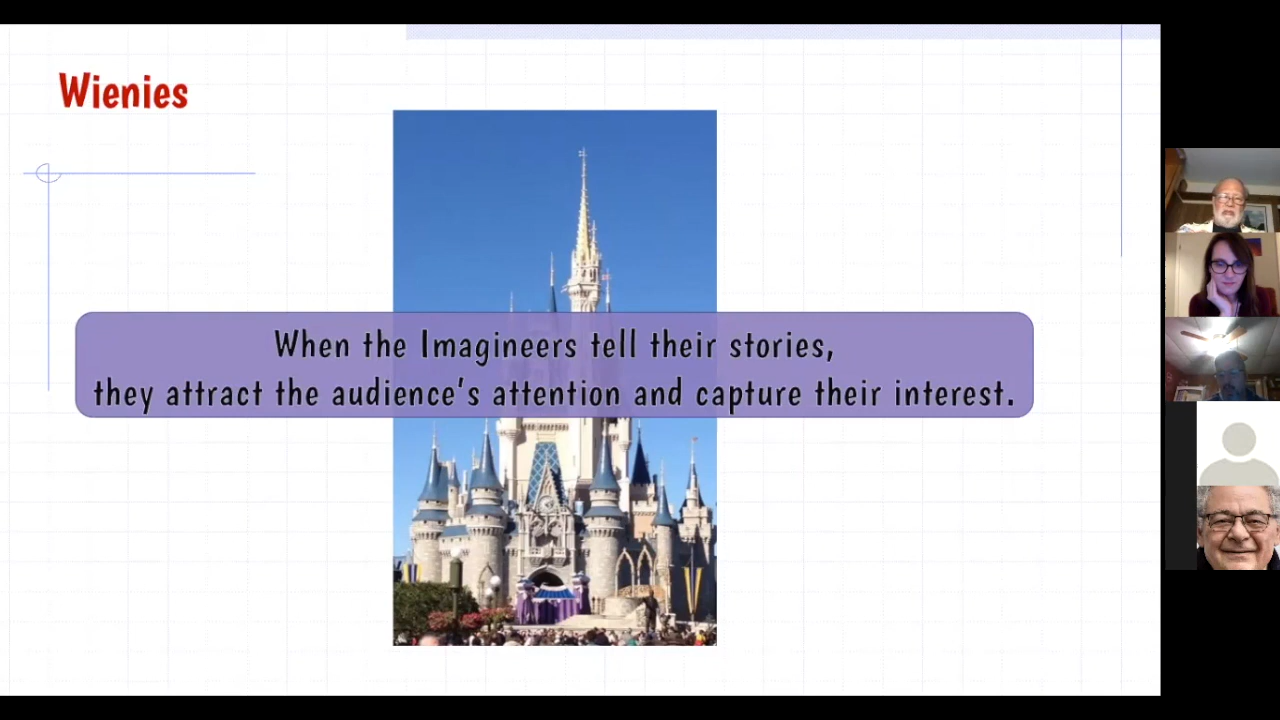 Wienies
When the Imagineers tell their stories,
they attract the audience's attention and capture their interest.